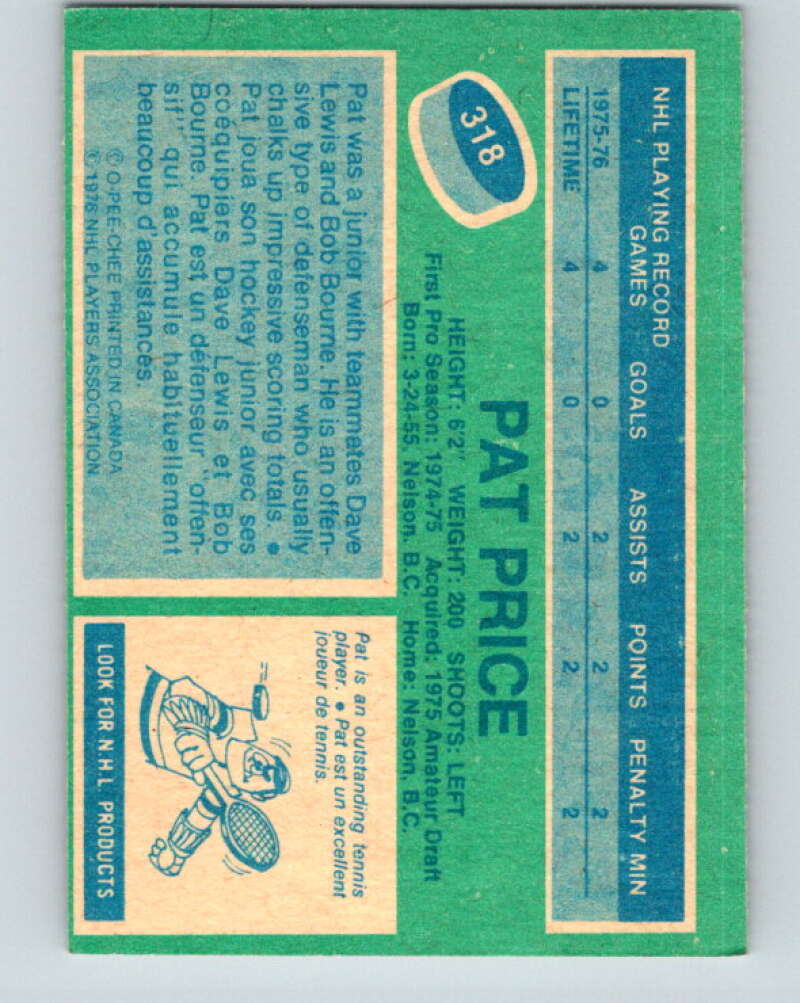 NHL PLAYING RECORD
GAMES GOALS ASSISTS POINTS PENALTY MIN
1975-76 4 0 2 2 2
LIFETIME 4 0 2 2 2
318
PAT PRICE
HEIGHT: 6'2" WEIGHT: 200 SHOOTS: LEFT
First Pro Season: 1974-75 Acquired: 1975 Amateur Draft
Born: 3-24-55, Nelson, B.C. Home: Nelson, B.C.
Pat was a junior with teammates Dave
Lewis and Bob Bourne. He is an offen-
sive type of defenseman who usually
chalks up impressive scoring totals. •
Pat joua son hockey junior avec ses
coéquipiers Dave Lewis et Bob
Bourne. Pat est un défenseur "offen-
sif" qui accumule habituellement
beaucoup d'assistances.
© O-PEE-CHEE PRINTED IN CANADA
© 1976 NHL PLAYERS ASSOCIATION
Pat is an outstanding tennis
player. • Pat est un excellent
joueur de tennis.
LOOK FOR N.H.L. PRODUCTS